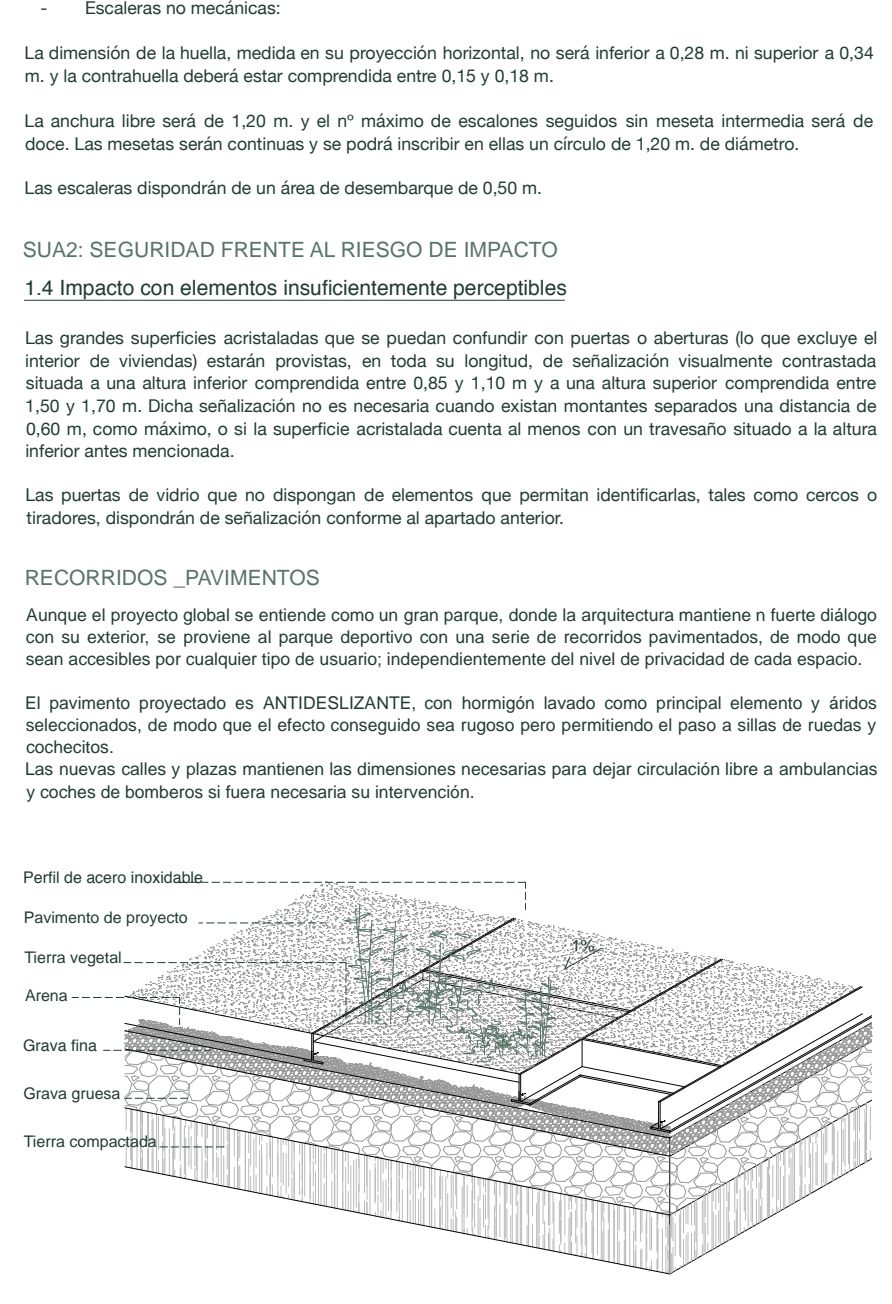 - Escaleras no mecánicas:
La dimensión de la huella, medida en su proyección horizontal, no será inferior a 0,28 m. ni superior a 0,34
m. y la contrahuella deberá estar comprendida entre 0,15 y 0,18 m.
La anchura libre será de 1,20 m. y el nº máximo de escalones seguidos sin meseta intermedia será de
doce. Las mesetas serán continuas y se podrá inscribir en ellas un círculo de 1,20 m. de diámetro.
Las escaleras dispondrán de un área de desembarque de 0,50 m.
SUA2: SEGURIDAD FRENTE AL RIESGO DE IMPACTO
1.4 Impacto con elementos insuficientemente perceptibles
Las grandes superficies acristaladas que se puedan confundir con puertas o aberturas (lo que excluye el
interior de viviendas) estarán provistas, en toda su longitud, de señalización visualmente contrastada
situada a una altura inferior comprendida entre 0,85 y 1,10 m y a una altura superior comprendida entre
1,50 y 1,70 m. Dicha señalización no es necesaria cuando existan montantes separados una distancia de
0,60 m, como máximo, o si la superficie acristalada cuenta al menos con un travesaño situado a la altura
inferior antes mencionada.
Las puertas de vidrio que no dispongan de elementos que permitan identificarlas, tales como cercos o
tiradores, dispondrán de señalización conforme al apartado anterior.
RECORRIDOS _PAVIMENTOS
Aunque el proyecto global se entiende como un gran parque, donde la arquitectura mantiene n fuerte diálogo
con su exterior, se proviene al parque deportivo con una serie de recorridos pavimentados, de modo que
sean accesibles por cualquier tipo de usuario; independientemente del nivel de privacidad de cada espacio.
El pavimento proyectado es ANTIDESLIZANTE, con hormigón lavado como principal elemento y áridos
seleccionados, de modo que el efecto conseguido sea rugoso pero permitiendo el paso a sillas de ruedas y
cochecitos.
Las nuevas calles y plazas mantienen las dimensiones necesarias para dejar circulación libre a ambulancias
y coches de bomberos si fuera necesaria su intervención.
Perfil de acero inoxidable
Pavimento de proyecto
1%
Tierra vegetal
Arena
Grava fina
Grava gruesa
Tierra compactada